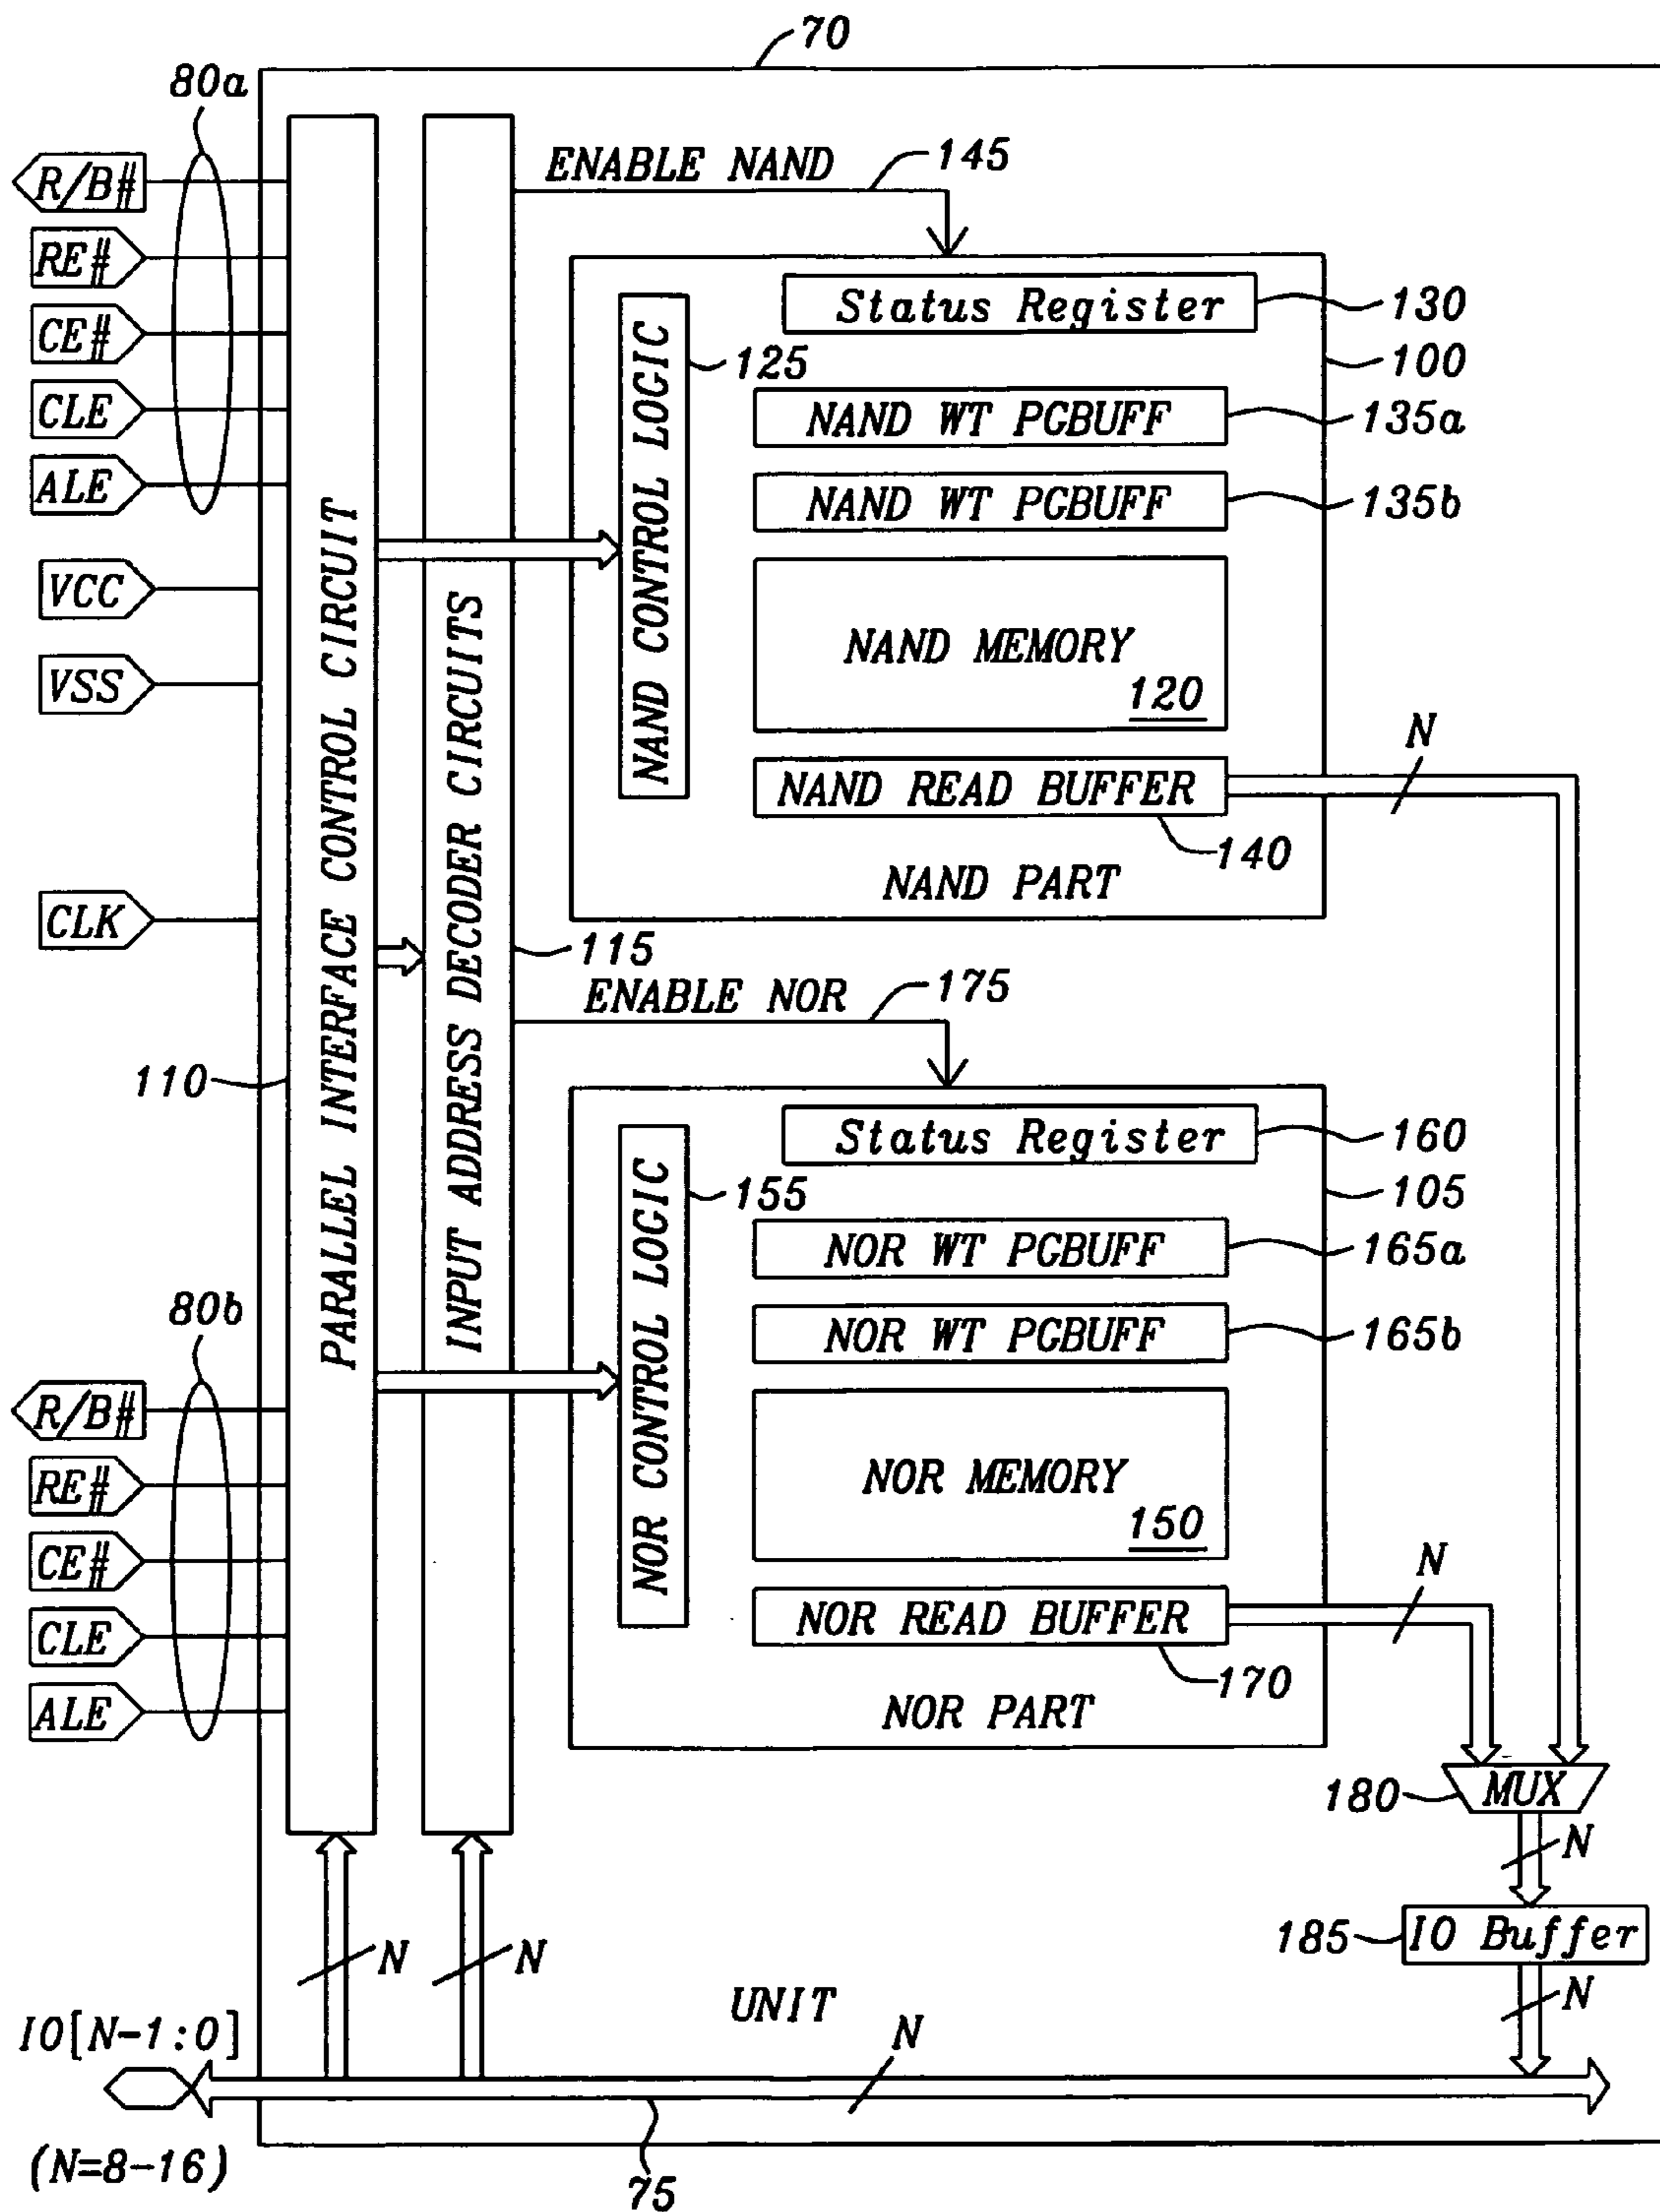 70
80a
R/B#
RE#
CE#
CLE
ALE
VCC
VSS
CLK
110
80b
R/B#
RE#
CE#
CLE
ALE
PARALLEL INTERFACE CONTROL CIRCUIT
INPUT ADDRESS DECODER CIRCUITS
115
ENABLE NAND
145
NAND CONTROL LOGIC
125
Status Register
130
100
NAND WT PGBUFF
135a
NAND WT PGBUFF
135b
NAND MEMORY
120
NAND READ BUFFER
140
NAND PART
N
ENABLE NOR
175
NOR CONTROL LOGIC
155
Status Register
160
105
NOR WT PGBUFF
165a
NOR WT PGBUFF
165b
NOR MEMORY
150
NOR READ BUFFER
170
NOR PART
N
180
MUX
N
185
IO Buffer
N
N
N
UNIT
N
IO[N-1:0]
(N=8-16)
75